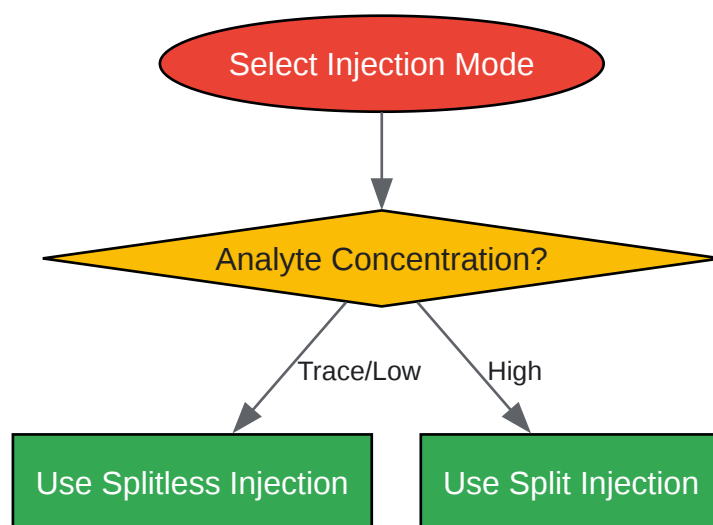 Select Injection Mode
Analyte Concentration?
Trace/Low
High
Use Splitless Injection
Use Split Injection